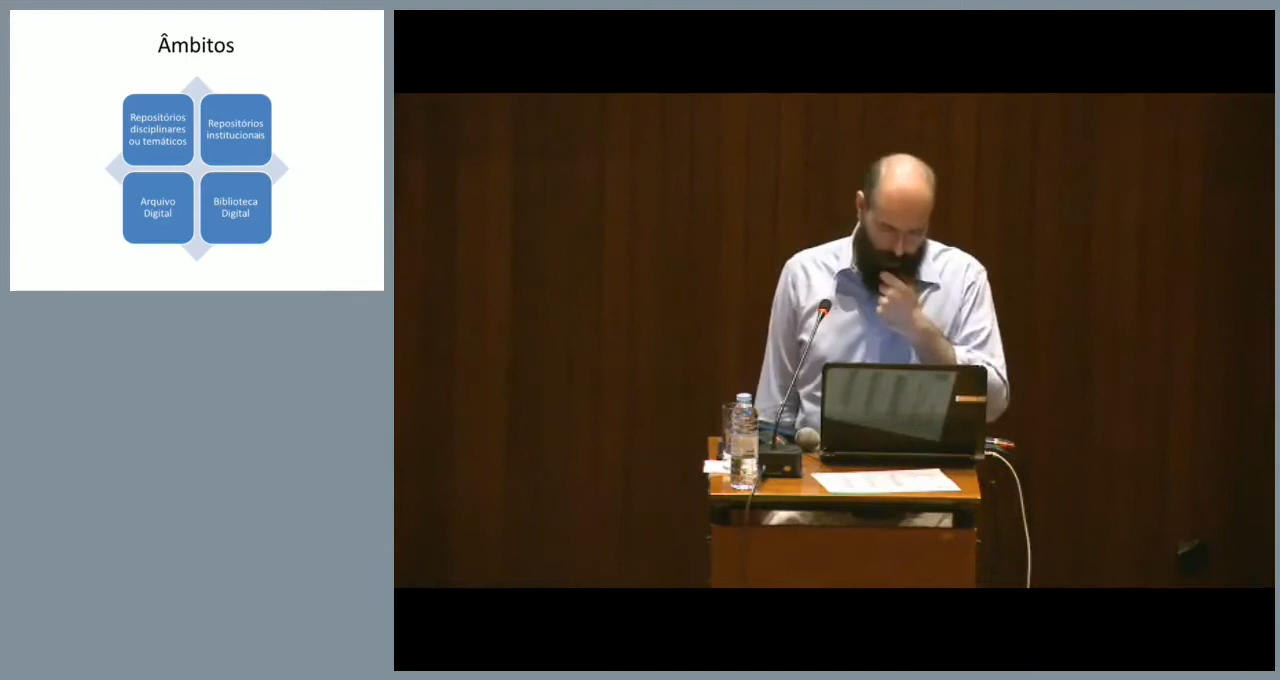 Âmbitos
Repositórios
disciplinares
ou temáticos
Repositórios
institucionais
Arquivo
Digital
Biblioteca
Digital